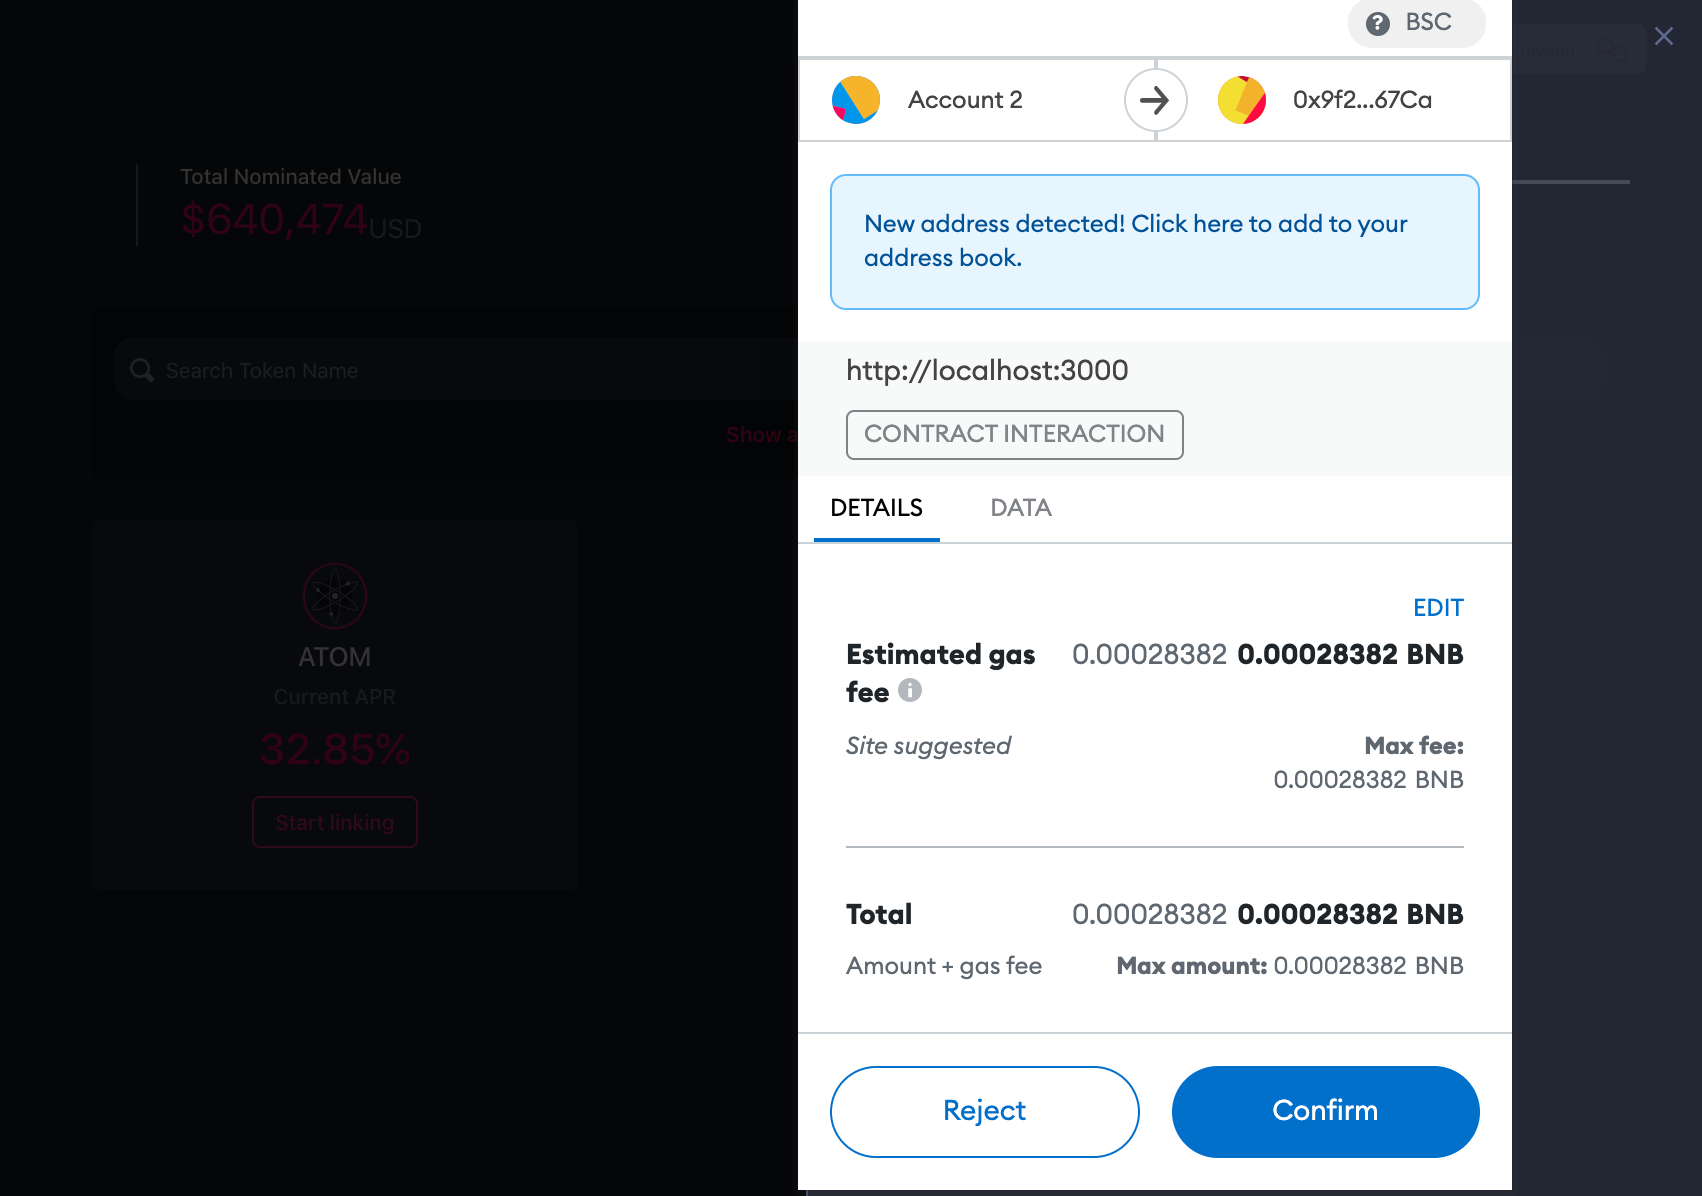 BSC
Polygon
Account 2
0x9f2...67Ca
Total Nominated Value
$640,474USD
New address detected! Click here to add to your
address book.
Search Token Name
http://localhost:3000
Show a
CONTRACT INTERACTION
DETAILS DATA
ATOM
Current APR
32.85%
Start linking
EDIT
Estimated gas 0.00028382 0.00028382 BNB
fee
Site suggested Max fee:
0.00028382 BNB
Total 0.00028382 0.00028382 BNB
Amount + gas fee Max amount: 0.00028382 BNB
Reject Confirm